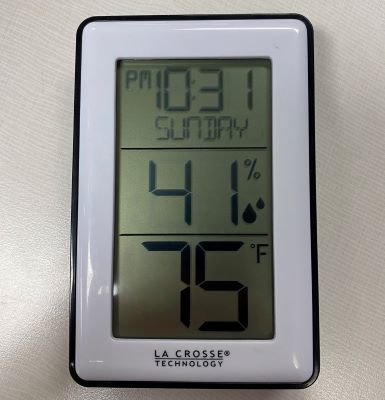 PM 10:31
SUNDAY
41%
75°F
LA CROSSE®
TECHNOLOGY